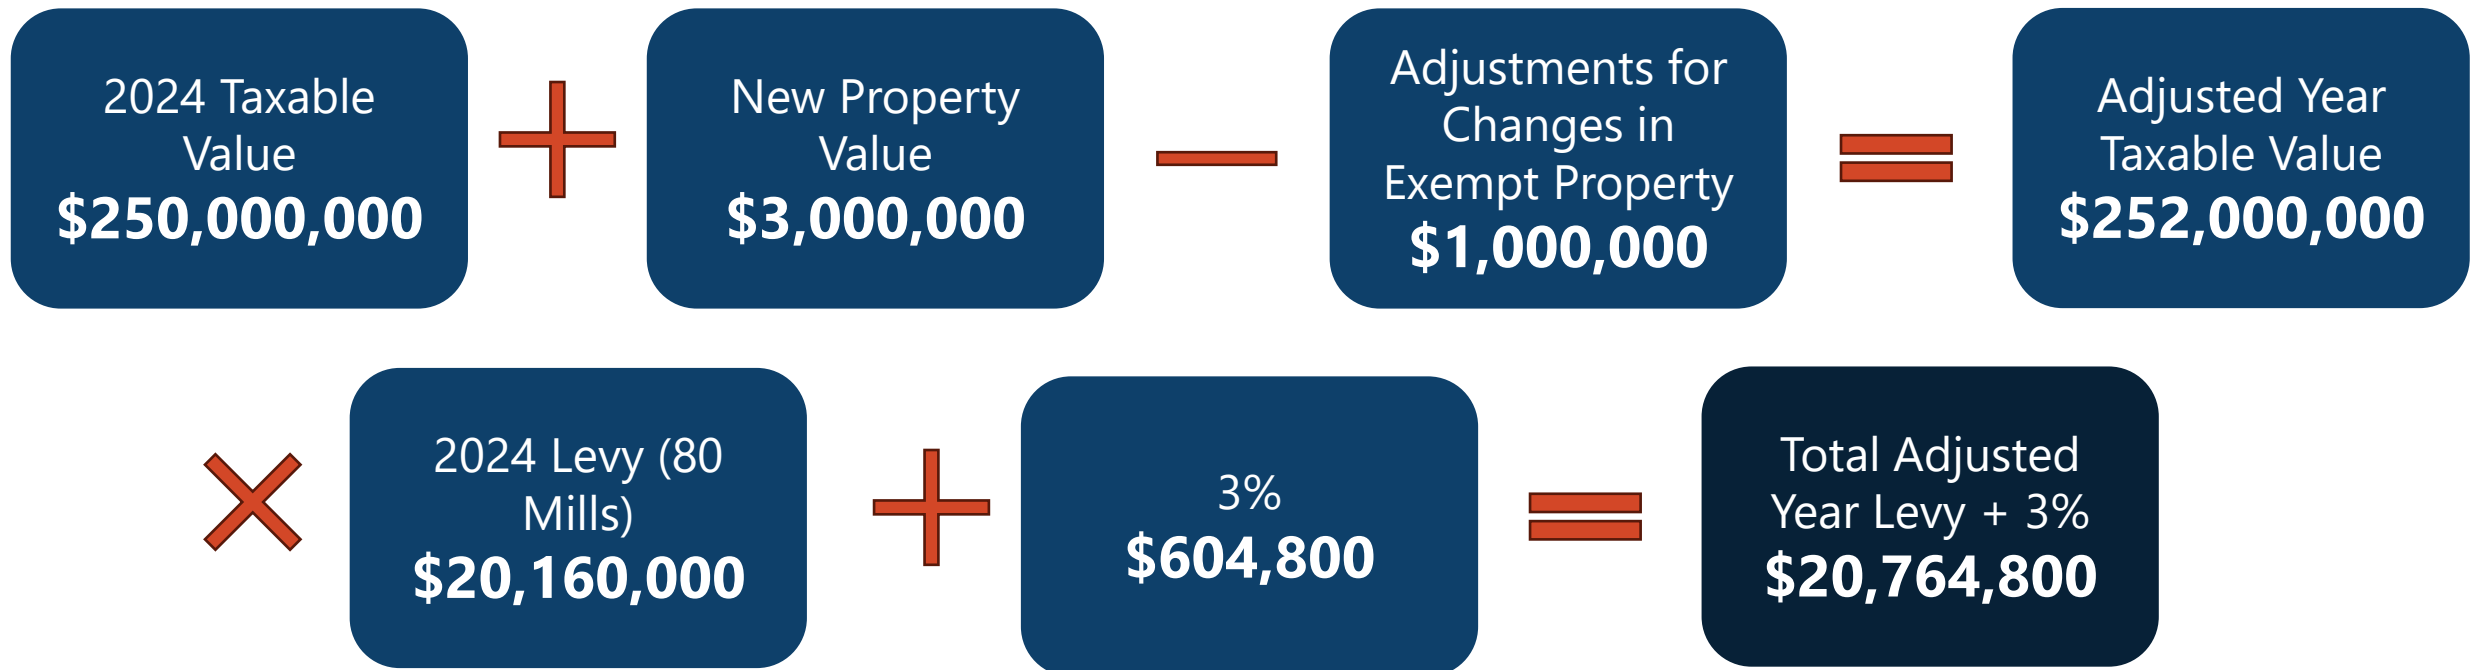 2024 Taxable
Value
$250,000,000
New Property
Value
$3,000,000
Adjustments for
Changes in
Exempt Property
$1,000,000
Adjusted Year
Taxable Value
$252,000,000
2024 Levy (80
Mills)
$20,160,000
3%
$604,800
Total Adjusted
Year Levy + 3%
$20,764,800